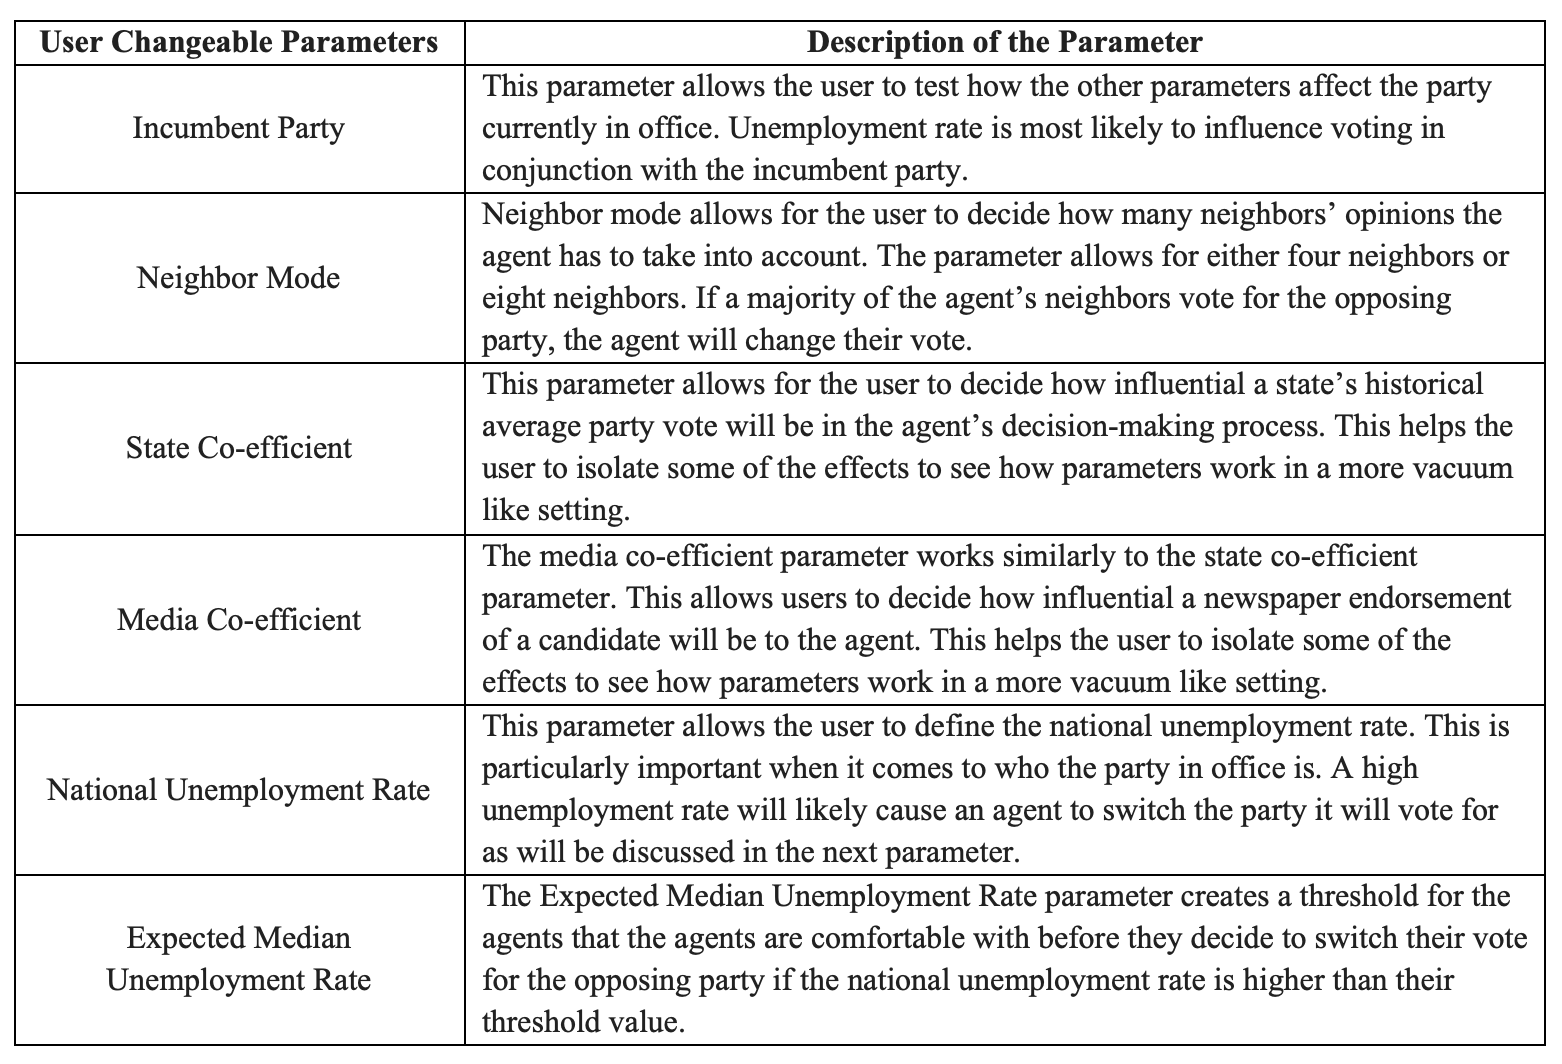 User Changeable Parameters
Description of the Parameter
Incumbent Party
This parameter allows the user to test how the other parameters affect the party
currently in office. Unemployment rate is most likely to influence voting in
conjunction with the incumbent party.
Neighbor Mode
Neighbor mode allows for the user to decide how many neighbors’ opinions the
agent has to take into account. The parameter allows for either four neighbors or
eight neighbors. If a majority of the agent’s neighbors vote for the opposing
party, the agent will change their vote.
State Co-efficient
This parameter allows for the user to decide how influential a state’s historical
average party vote will be in the agent’s decision-making process. This helps the
user to isolate some of the effects to see how parameters work in a more vacuum
like setting.
Media Co-efficient
The media co-efficient parameter works similarly to the state co-efficient
parameter. This allows users to decide how influential a newspaper endorsement
of a candidate will be to the agent. This helps the user to isolate some of the
effects to see how parameters work in a more vacuum like setting.
National Unemployment Rate
This parameter allows the user to define the national unemployment rate. This is
particularly important when it comes to who the party in office is. A high
unemployment rate will likely cause an agent to switch the party it will vote for
as will be discussed in the next parameter.
Expected Median
Unemployment Rate
The Expected Median Unemployment Rate parameter creates a threshold for the
agents that the agents are comfortable with before they decide to switch their vote
for the opposing party if the national unemployment rate is higher than their
threshold value.